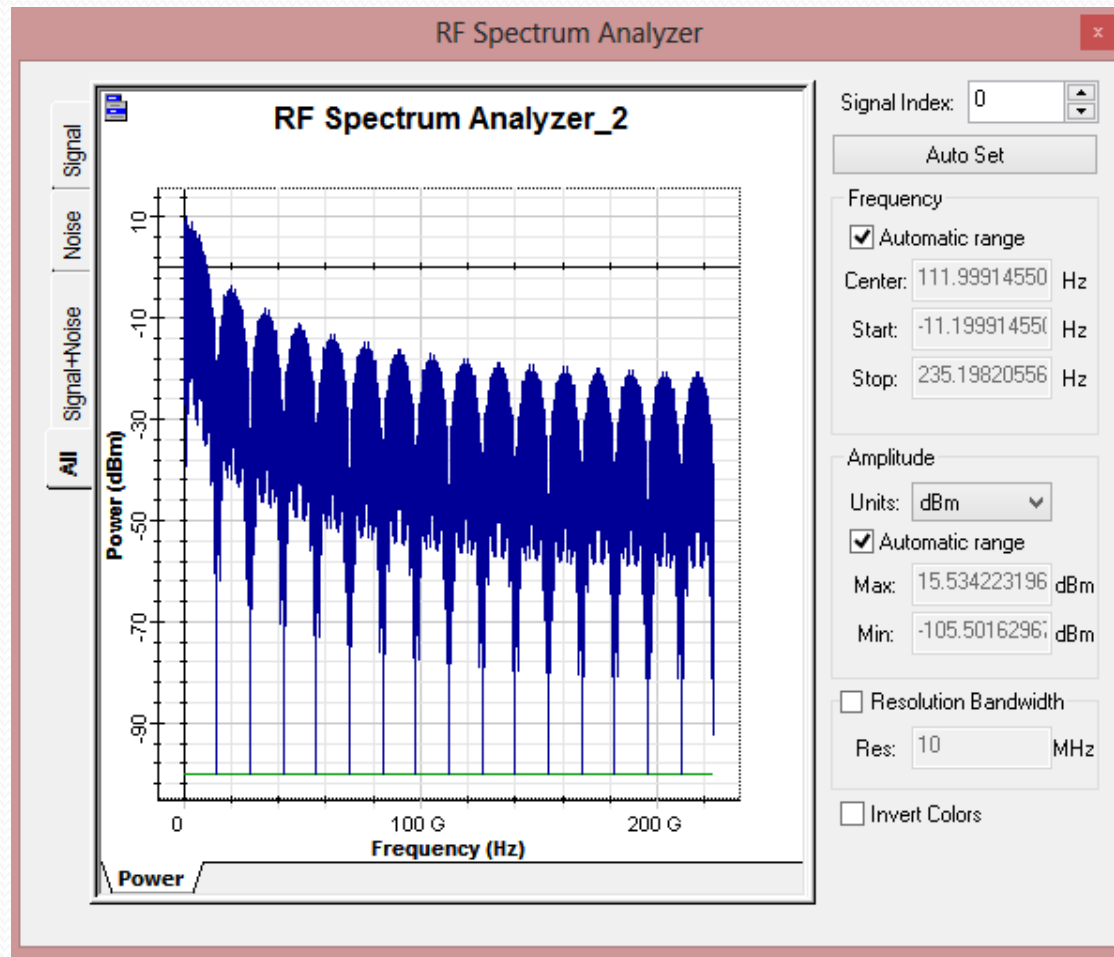 RF Spectrum Analyzer
x
Signal
Noise
Signal+Noise
All
RF Spectrum Analyzer_2
Power (dBm)
10
-10
-30
-50
-70
-90
0
100 G
200 G
Frequency (Hz)
Power
Signal Index: 0
Auto Set
Frequency
Automatic range
Center: 111.99914550 Hz
Start: -11.19991455 Hz
Stop: 235.19820556 Hz
Amplitude
Units: dBm
Automatic range
Max: 15.534223196 dBm
Min: -105.50162967 dBm
Resolution Bandwidth
Res: 10 MHz
Invert Colors